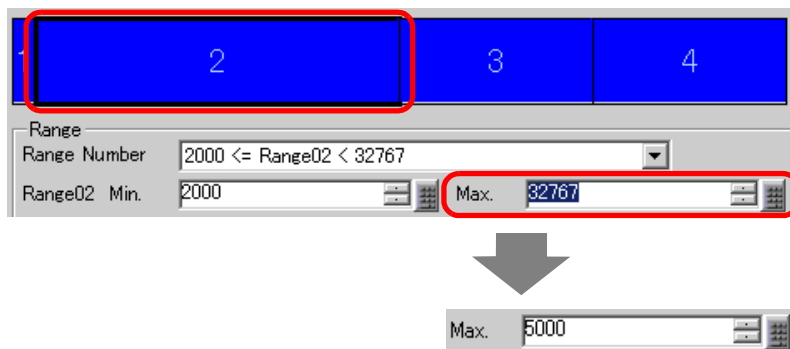 1 2 3 4
Range
Range Number 2000 <= Range02 < 32767
Range02 Min. 2000 Max. 32767
Max. 5000